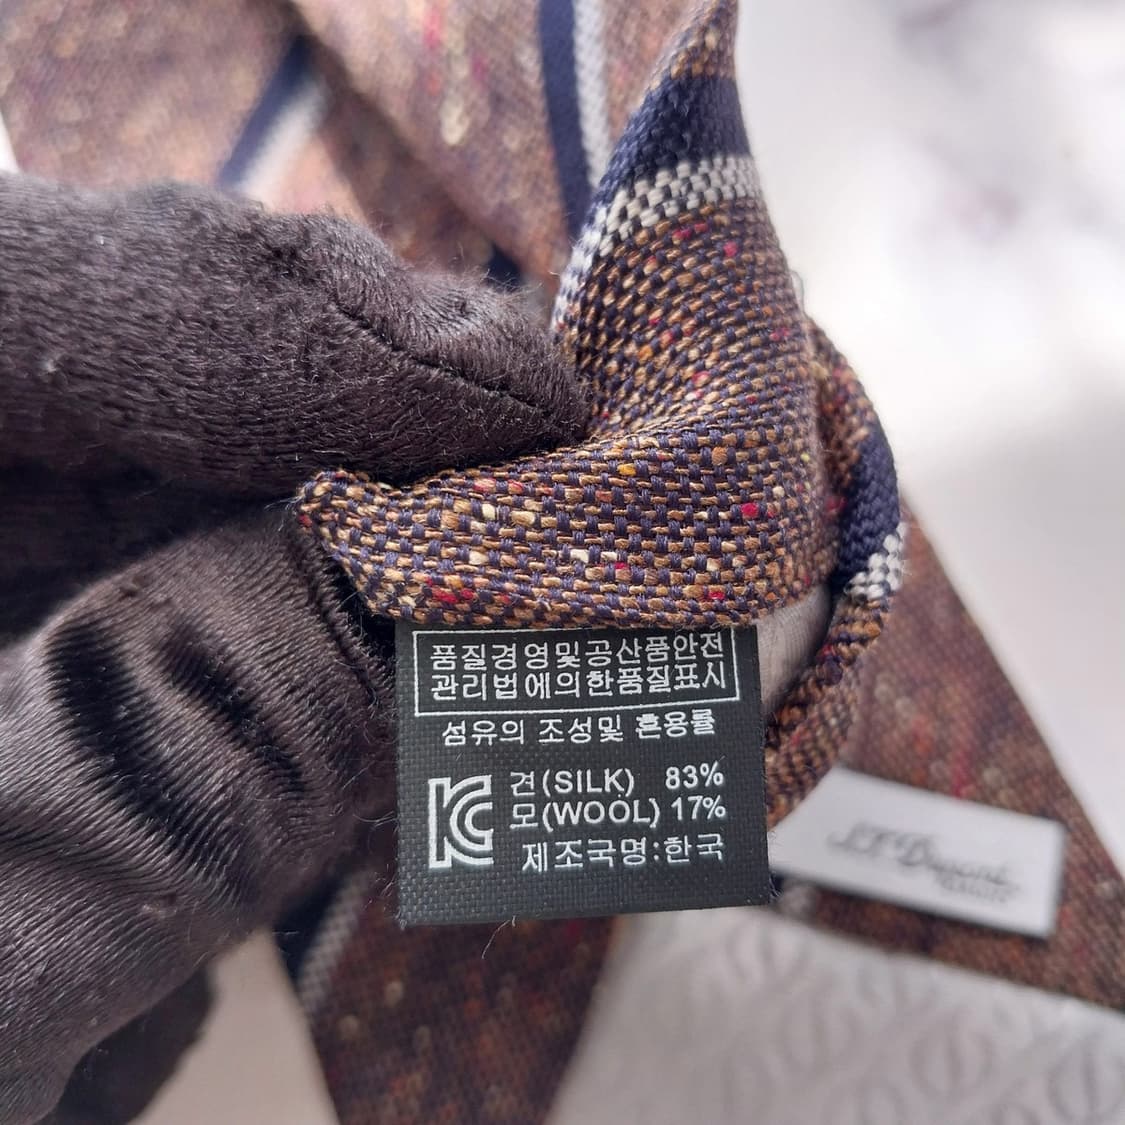 품질경영및공산품안전
관리법에의한품질표시
섬유의 조성및 혼용률
견(SILK) 83%
모(WOOL) 17%
제조국명:한국
S.T. Dupont